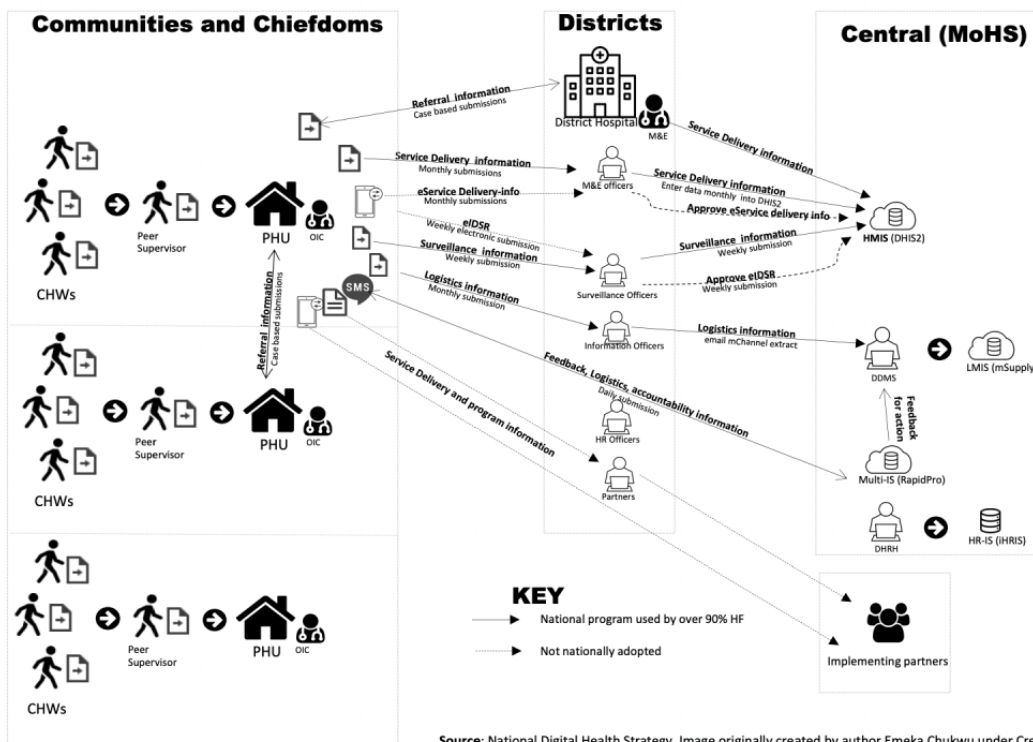 Communities and Chiefdoms
Districts
Central (MoHS)
Referral information
Case based submissions
District Hospital
M&E
Service Delivery information
Service Delivery information
Monthly submissions
M&E officers
Service Delivery information
Enter data monthly into DHIS2
eService Delivery-info
Monthly submissions
Approve eService delivery info
HMIS (DHIS2)
eIDSR
Weekly electronic submission
Surveillance information
Weekly submission
Surveillance Officers
Surveillance information
Weekly submission
Approve eIDSR
Weekly submission
Logistics information
Monthly submission
Information Officers
Logistics information
email mChannel extract
DDMS
LMIS (mSupply
SMS
Feedback, Logistics, accountability information
Daily submission
Service Delivery and program information
HR Officers
Partners
Feedback
for action
Multi-IS (RapidPro)
DHRH
HR-IS (iHRIS)
Implementing partners
CHWs
Peer
Supervisor
PHU
OIC
Referral information
Case based submissions
CHWs
Peer
Supervisor
PHU
OIC
CHWs
Peer
Supervisor
PHU
OIC
KEY
National program used by over 90% HF
Not nationally adopted
Source: National Digital Health Strategy. Image originally created by author Emeka Chukwu under Cre